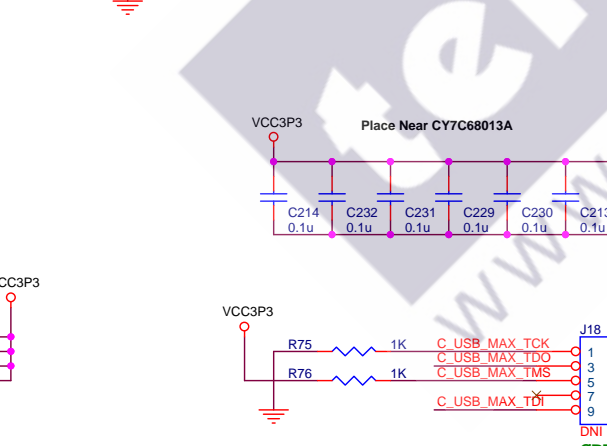 VCC3P3
Place Near CY7C68013A
C214
0.1u
C232
0.1u
C231
0.1u
C229
0.1u
C230
0.1u
C213
0.1u
CC3P3
VCC3P3
R75 1K C_USB_MAX_TCK
C_USB_MAX_TDO
R76 1K C_USB_MAX_TMS
C_USB_MAX_TDI
J18
1
3
5
7
9
DNI
ter
www